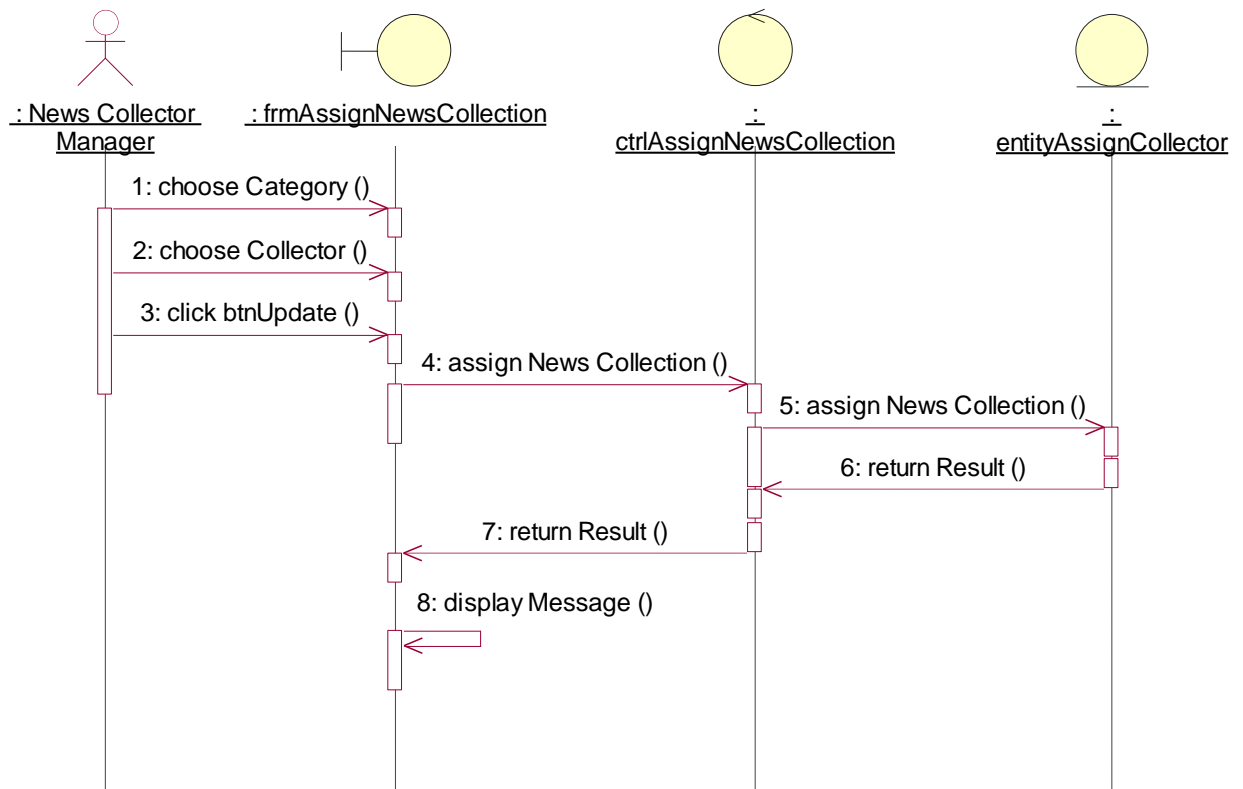 : News Collector
Manager
: frmAssignNewsCollection
:
ctrlAssignNewsCollection
:
entityAssignCollector
1: choose Category ()
2: choose Collector ()
3: click btnUpdate ()
4: assign News Collection ()
5: assign News Collection ()
6: return Result ()
7: return Result ()
8: display Message ()